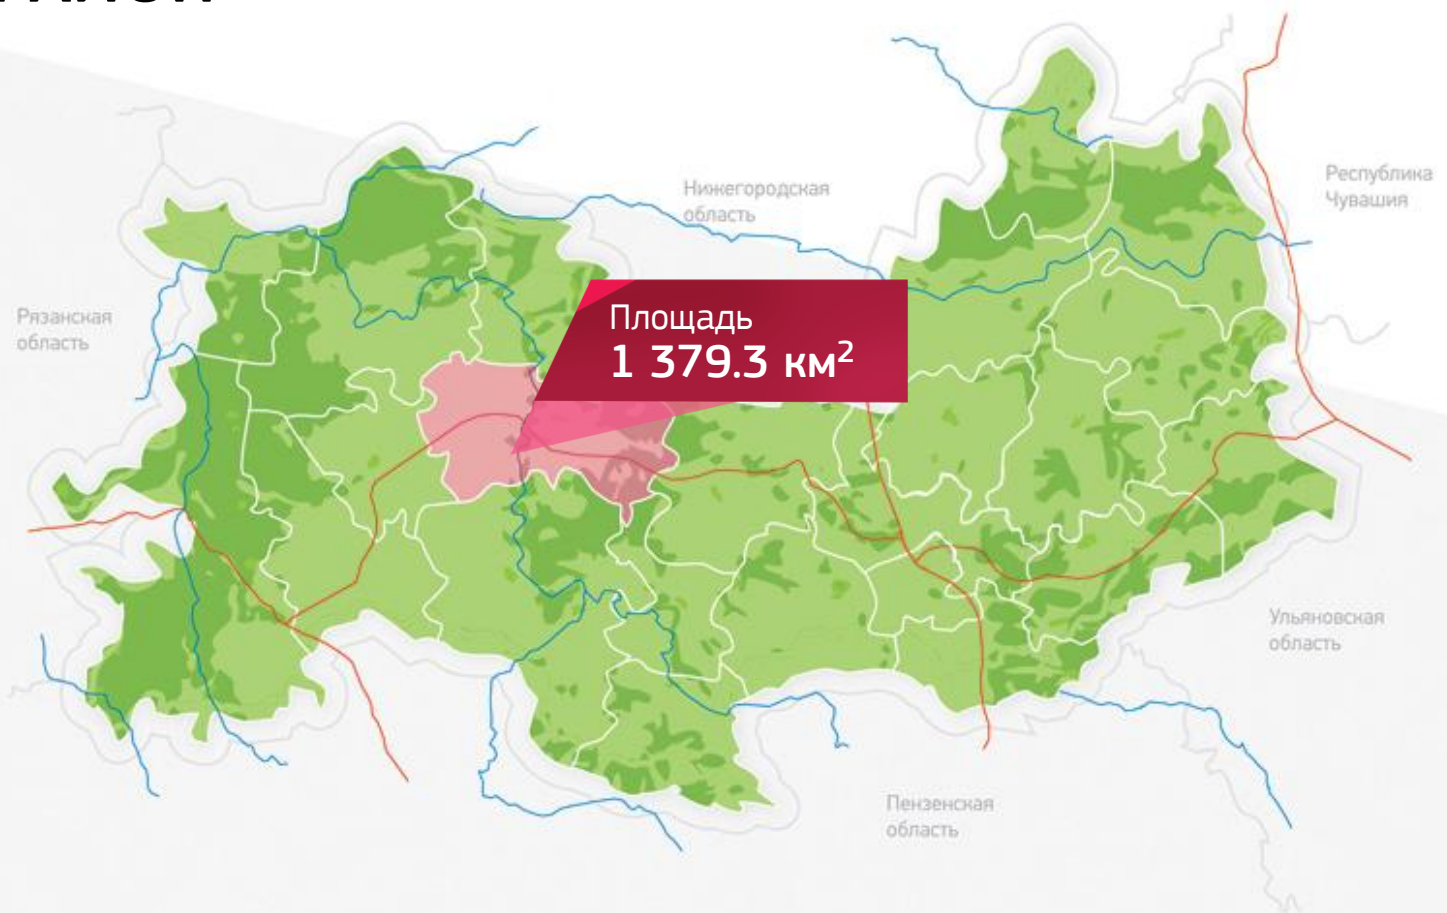 Нижегородская
область
Республика
Чувашия
Рязанская
область
Площадь
1 379.3 км²
Ульяновская
область
Пензенская
область